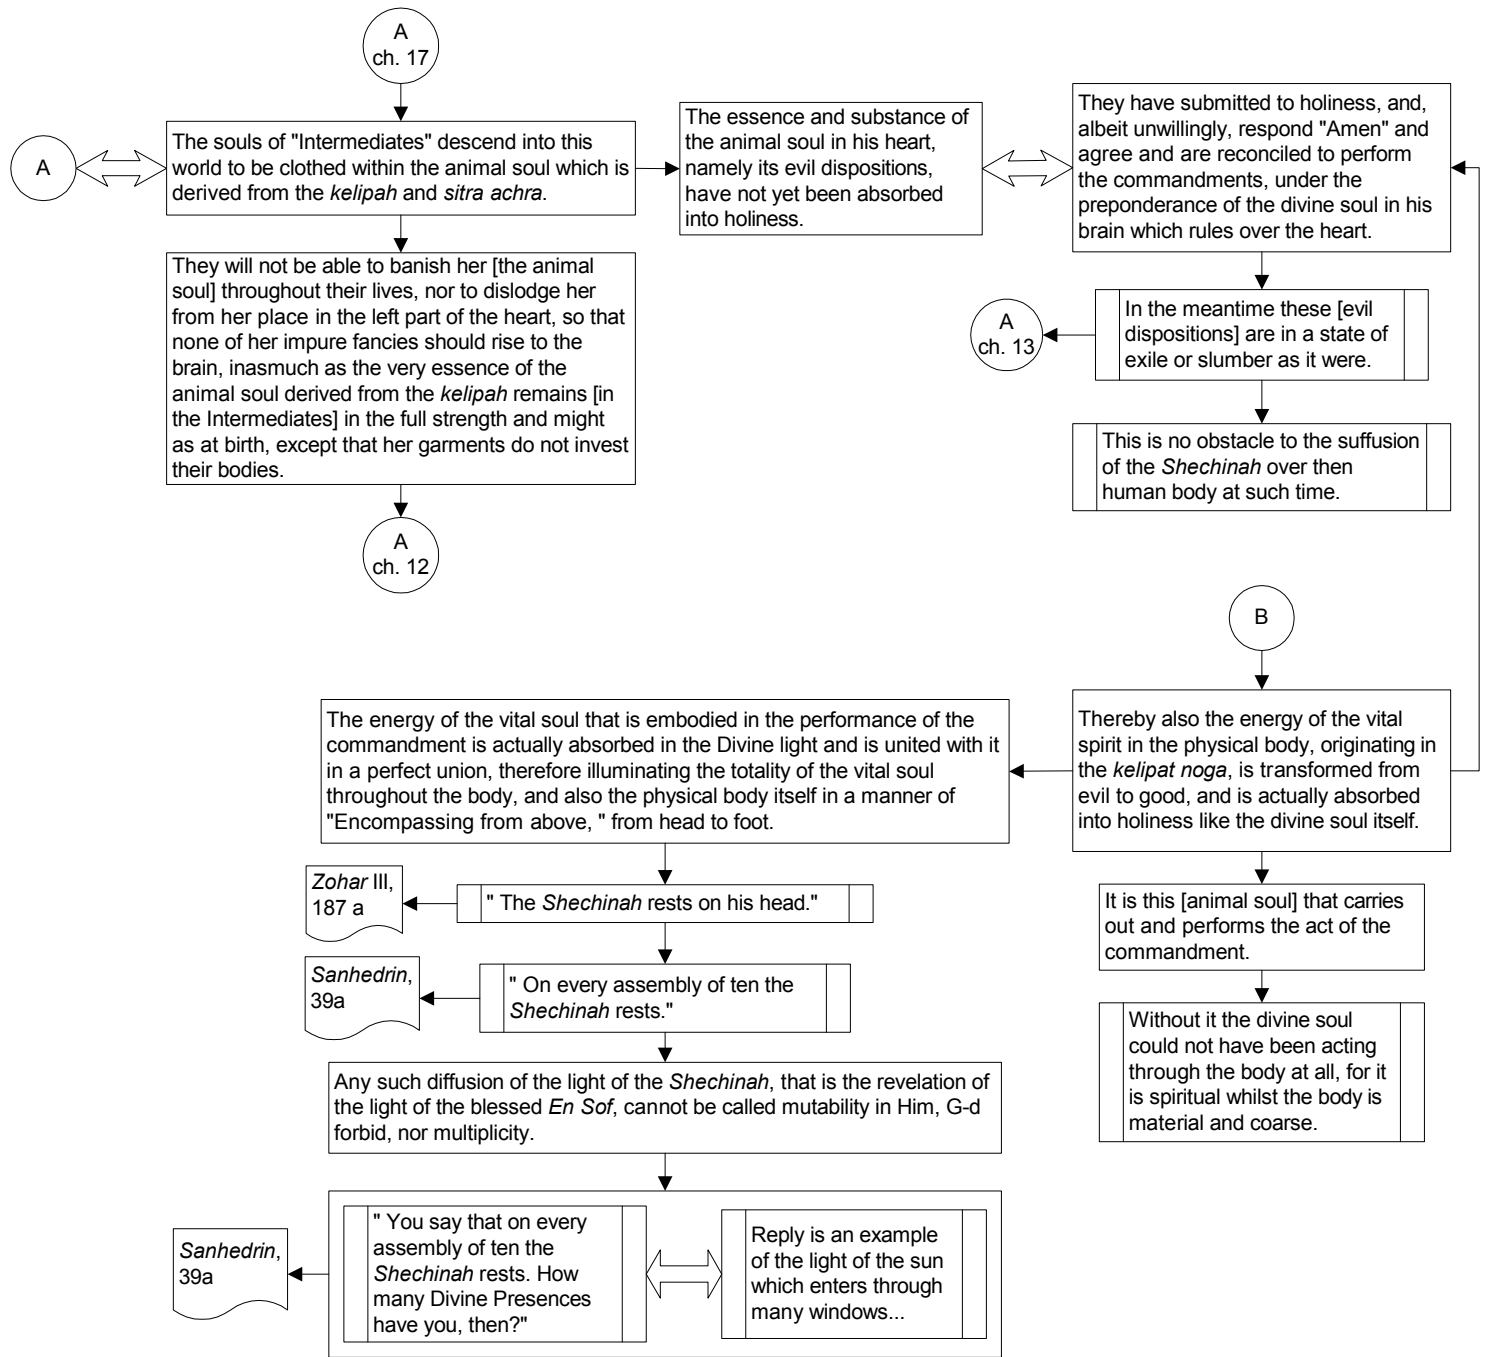 A
ch. 17
A
The souls of "Intermediates" descend into this
world to be clothed within the animal soul which is
derived from the kelipah and sitra achra.
The essence and substance of
the animal soul in his heart,
namely its evil dispositions,
have not yet been absorbed
into holiness.
They have submitted to holiness, and,
albeit unwillingly, respond "Amen" and
agree and are reconciled to perform
the commandments, under the
preponderance of the divine soul in his
brain which rules over the heart.
They will not be able to banish her [the animal
soul] throughout their lives, nor to dislodge her
from her place in the left part of the heart, so that
none of her impure fancies should rise to the
brain, inasmuch as the very essence of the
animal soul derived from the kelipah remains [in
the Intermediates] in the full strength and might
as at birth, except that her garments do not invest
their bodies.
A
ch. 12
A
ch. 13
In the meantime these [evil
dispositions] are in a state of
exile or slumber as it were.
This is no obstacle to the suffusion
of the Shechinah over then
human body at such time.
B
Thereby also the energy of the vital
spirit in the physical body, originating in
the kelipat noga, is transformed from
evil to good, and is actually absorbed
into holiness like the divine soul itself.
The energy of the vital soul that is embodied in the performance of the
commandment is actually absorbed in the Divine light and is united with it
in a perfect union, therefore illuminating the totality of the vital soul
throughout the body, and also the physical body itself in a manner of
"Encompassing from above, " from head to foot.
Zohar III,
187 a
" The Shechinah rests on his head."
It is this [animal soul] that carries
out and performs the act of the
commandment.
Sanhedrin,
39a
" On every assembly of ten the
Shechinah rests."
Without it the divine soul
could not have been acting
through the body at all, for it
is spiritual whilst the body is
material and coarse.
Any such diffusion of the light of the Shechinah, that is the revelation of
the light of the blessed En Sof, cannot be called mutability in Him, G-d
forbid, nor multiplicity.
Sanhedrin,
39a
" You say that on every
assembly of ten the
Shechinah rests. How
many Divine Presences
have you, then?"
Reply is an example
of the light of the sun
which enters through
many windows...